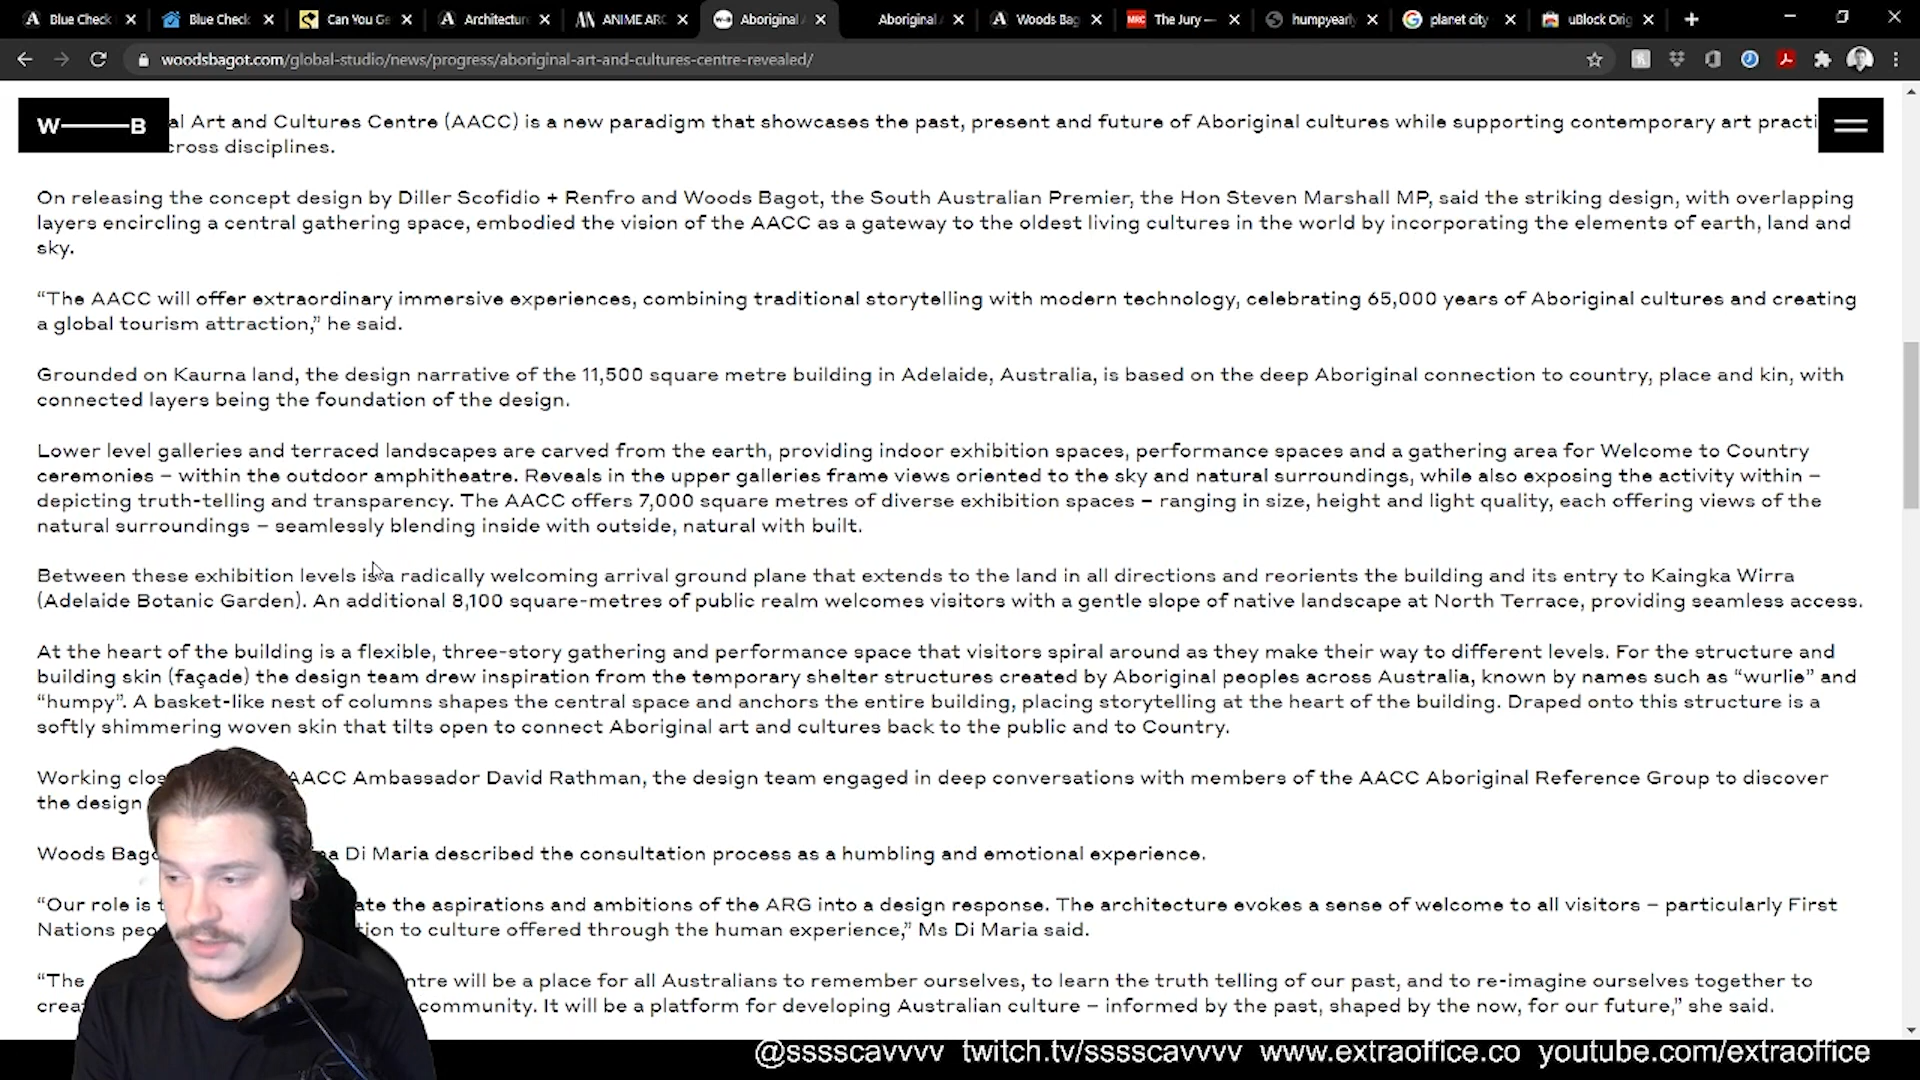 Blue Check
Blue Check
Can You Ge
Architecture
ANIME ARC
Aboriginal
Aboriginal
Woods Bag
The Jury —
humpyearly
planet city
uBlock Orig
woodsbagot.com/global-studio/news/progress/aboriginal-art-and-cultures-centre-revealed/
W——B
al Art and Cultures Centre (AACC) is a new paradigm that showcases the past, present and future of Aboriginal cultures while supporting contemporary art practi
cross disciplines.
On releasing the concept design by Diller Scofidio + Renfro and Woods Bagot, the South Australian Premier, the Hon Steven Marshall MP, said the striking design, with overlapping
layers encircling a central gathering space, embodied the vision of the AACC as a gateway to the oldest living cultures in the world by incorporating the elements of earth, land and
sky.
“The AACC will offer extraordinary immersive experiences, combining traditional storytelling with modern technology, celebrating 65,000 years of Aboriginal cultures and creating
a global tourism attraction,” he said.
Grounded on Kaurna land, the design narrative of the 11,500 square metre building in Adelaide, Australia, is based on the deep Aboriginal connection to country, place and kin, with
connected layers being the foundation of the design.
Lower level galleries and terraced landscapes are carved from the earth, providing indoor exhibition spaces, performance spaces and a gathering area for Welcome to Country
ceremonies – within the outdoor amphitheatre. Reveals in the upper galleries frame views oriented to the sky and natural surroundings, while also exposing the activity within –
depicting truth-telling and transparency. The AACC offers 7,000 square metres of diverse exhibition spaces – ranging in size, height and light quality, each offering views of the
natural surroundings – seamlessly blending inside with outside, natural with built.
Between these exhibition levels is a radically welcoming arrival ground plane that extends to the land in all directions and reorients the building and its entry to Kaingka Wirra
(Adelaide Botanic Garden). An additional 8,100 square-metres of public realm welcomes visitors with a gentle slope of native landscape at North Terrace, providing seamless access.
At the heart of the building is a flexible, three-story gathering and performance space that visitors spiral around as they make their way to different levels. For the structure and
building skin (façade) the design team drew inspiration from the temporary shelter structures created by Aboriginal peoples across Australia, known by names such as “wurlie” and
“humpy”. A basket-like nest of columns shapes the central space and anchors the entire building, placing storytelling at the heart of the building. Draped onto this structure is a
softly shimmering woven skin that tilts open to connect Aboriginal art and cultures back to the public and to Country.
Working clos AACC Ambassador David Rathman, the design team engaged in deep conversations with members of the AACC Aboriginal Reference Group to discover
the design
Woods Bago na Di Maria described the consultation process as a humbling and emotional experience.
“Our role is t ate the aspirations and ambitions of the ARG into a design response. The architecture evokes a sense of welcome to all visitors – particularly First
Nations peo tion to culture offered through the human experience,” Ms Di Maria said.
“The ntre will be a place for all Australians to remember ourselves, to learn the truth telling of our past, and to re-imagine ourselves together to
crea community. It will be a platform for developing Australian culture – informed by the past, shaped by the now, for our future,” she said.
@sssscavvvv twitch.tv/sssscavvvv www.extraoffice.co youtube.com/extraoffice